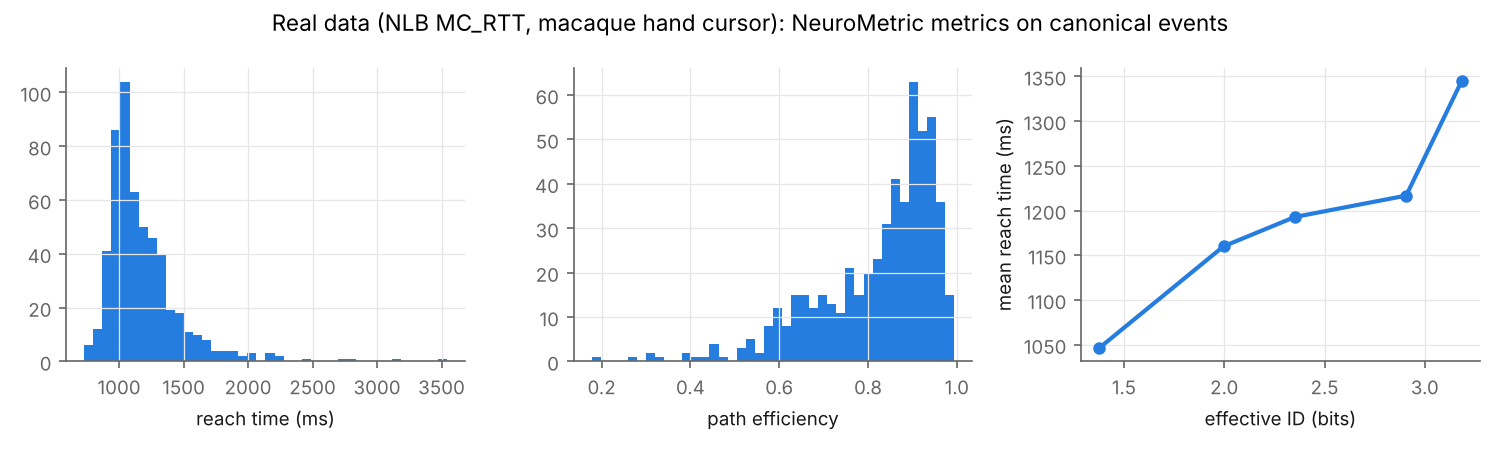 Real data (NLB MC_RTT, macaque hand cursor): NeuroMetric metrics on canonical events
100
80
60
40
20
0
1000 1500 2000 2500 3000 3500
reach time (ms)
60
50
40
30
20
10
0
0.2 0.4 0.6 0.8 1.0
path efficiency
mean reach time (ms)
1350
1300
1250
1200
1150
1100
1050
1.5 2.0 2.5 3.0
effective ID (bits)